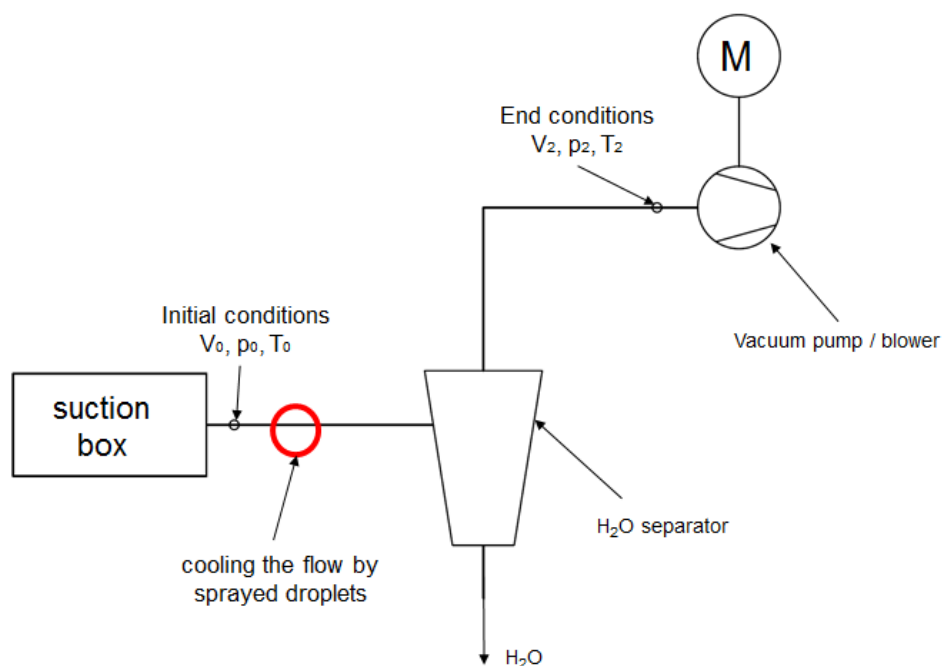 M
End conditions
V₂, p₂, T₂
Initial conditions
V₀, p₀, T₀
Vacuum pump / blower
suction
box
H₂O separator
cooling the flow by
sprayed droplets
H₂O